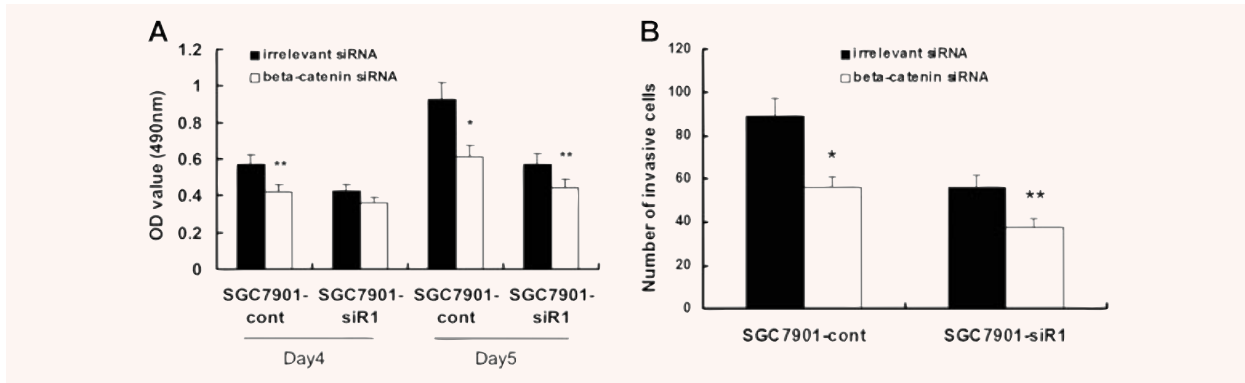 A
1.2
1
0.8
0.6
0.4
0.2
0
OD value (490nm)
irrelevant siRNA
beta-catenin siRNA
**
*
**
SGC7901-
cont
SGC7901-
siR1
SGC7901-
cont
SGC7901-
siR1
Day4
Day5
B
120
100
80
60
40
20
0
Number of invasive cells
irrelevant siRNA
beta-catenin siRNA
*
**
SGC7901-cont
SGC7901-siR1